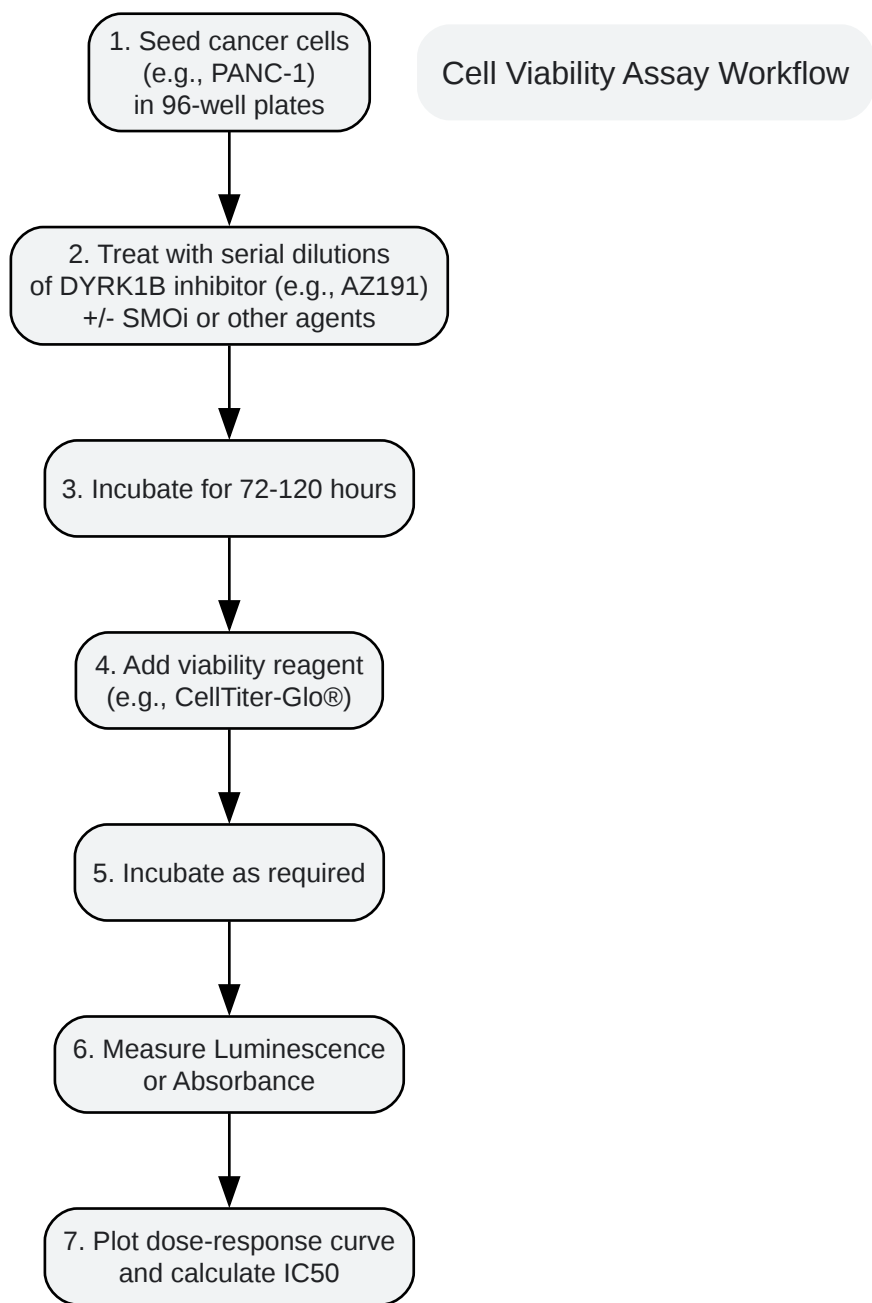 1. Seed cancer cells
(e.g., PANC-1)
in 96-well plates
Cell Viability Assay Workflow
2. Treat with serial dilutions
of DYRK1B inhibitor (e.g., AZ191)
+/- SMOi or other agents
3. Incubate for 72-120 hours
4. Add viability reagent
(e.g., CellTiter-Glo®)
5. Incubate as required
6. Measure Luminescence
or Absorbance
7. Plot dose-response curve
and calculate IC50